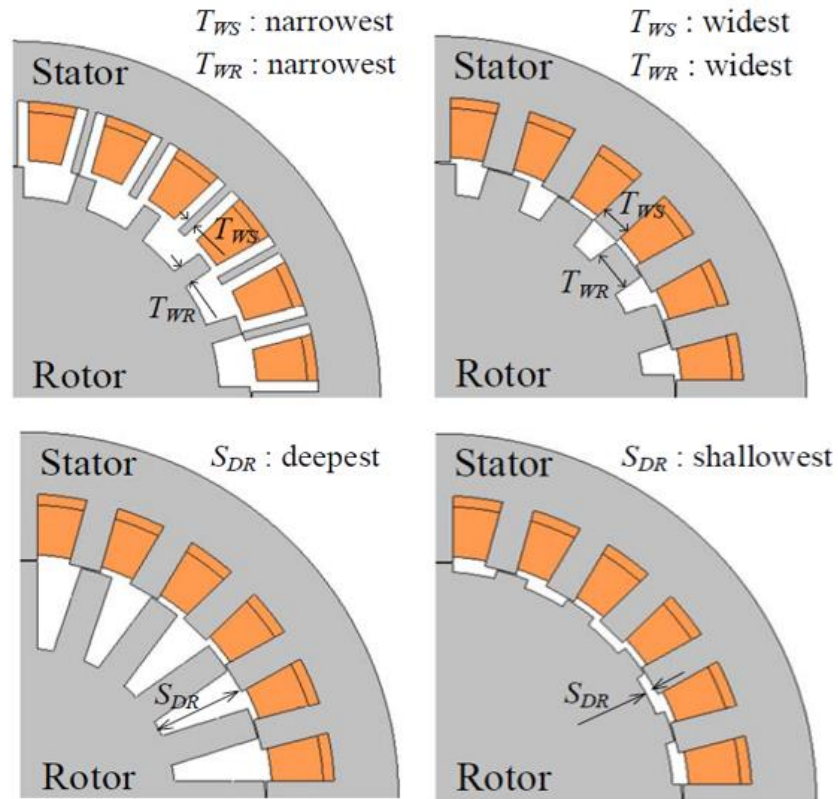 T_WS : narrowest
T_WR : narrowest
Stator
T_WS
T_WR
Rotor
T_WS : widest
T_WR : widest
Stator
T_WS
T_WR
Rotor
S_DR : deepest
Stator
S_DR
Rotor
S_DR : shallowest
Stator
S_DR
Rotor